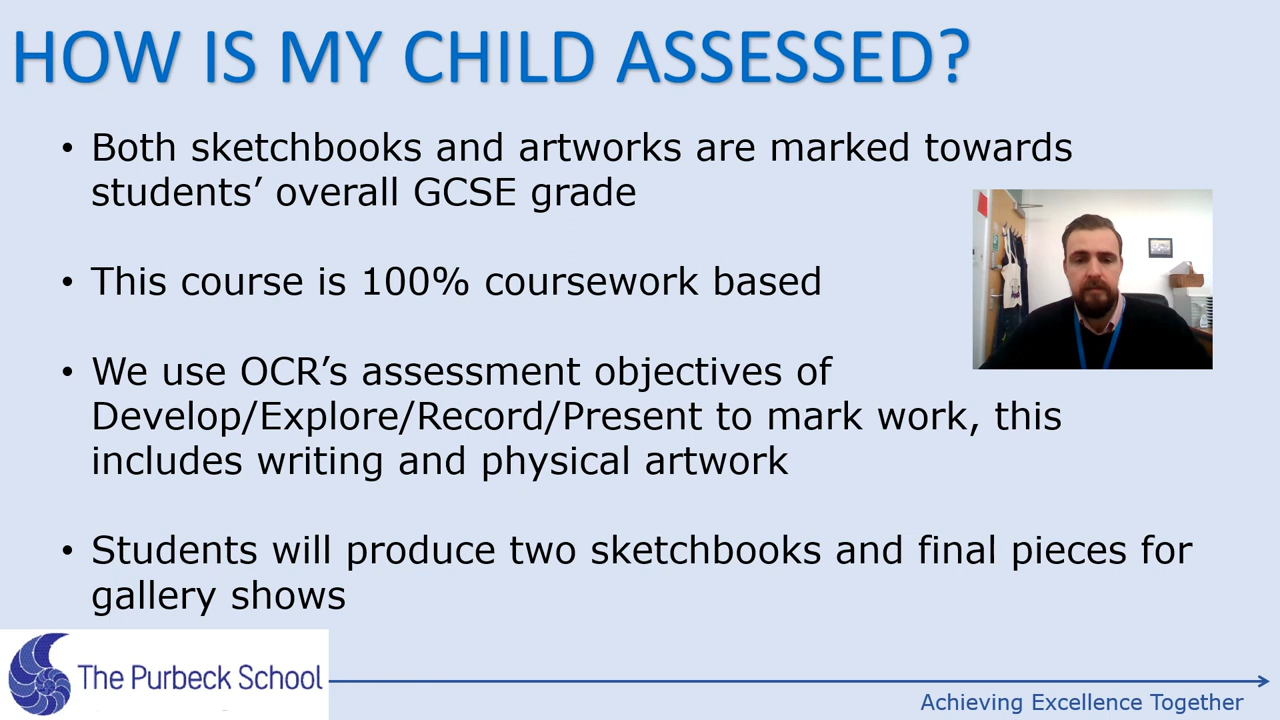 HOW IS MY CHILD ASSESSED?
• Both sketchbooks and artworks are marked towards
students’ overall GCSE grade
• This course is 100% coursework based
• We use OCR’s assessment objectives of
Develop/Explore/Record/Present to mark work, this
includes writing and physical artwork
• Students will produce two sketchbooks and final pieces for
gallery shows
The Purbeck School
Achieving Excellence Together